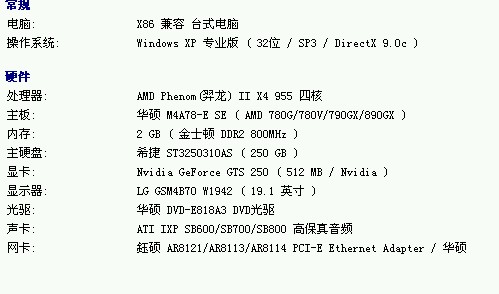 常规
电脑: X86 兼容 台式电脑
操作系统: Windows XP 专业版 ( 32位 / SP3 / DirectX 9.0c )
硬件
处理器: AMD Phenom(羿龙) II X4 955 四核
主板: 华硕 M4A78-E SE ( AMD 780G/780V/790GX/890GX )
内存: 2 GB ( 金士顿 DDR2 800MHz )
主硬盘: 希捷 ST3250310AS ( 250 GB )
显卡: Nvidia GeForce GTS 250 ( 512 MB / Nvidia )
显示器: LG GSM4B70 W1942 ( 19.1 英寸 )
光驱: 华硕 DVD-E818A3 DVD光驱
声卡: ATI IXP SB600/SB700/SB800 高保真音频
网卡: 鈺硕 AR8121/AR8113/AR8114 PCI-E Ethernet Adapter / 华硕